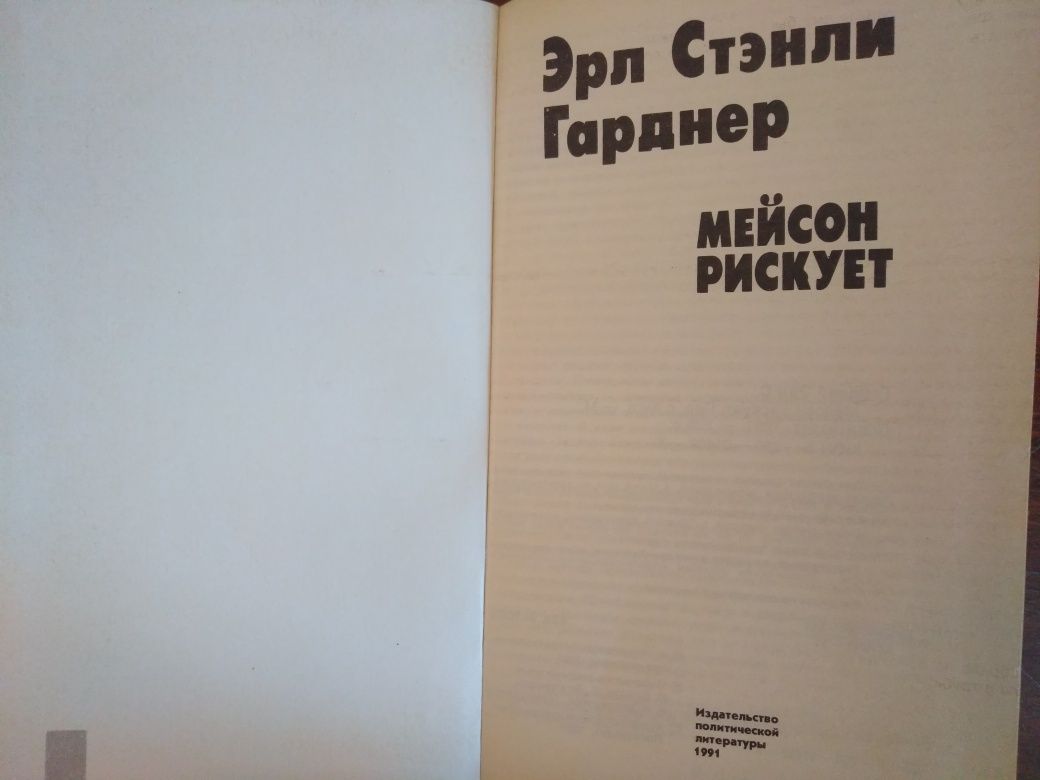 Эрл Стэнли
Гарднер
МЕЙСОН
РИСКУЕТ
Издательство
политической
литературы
1991